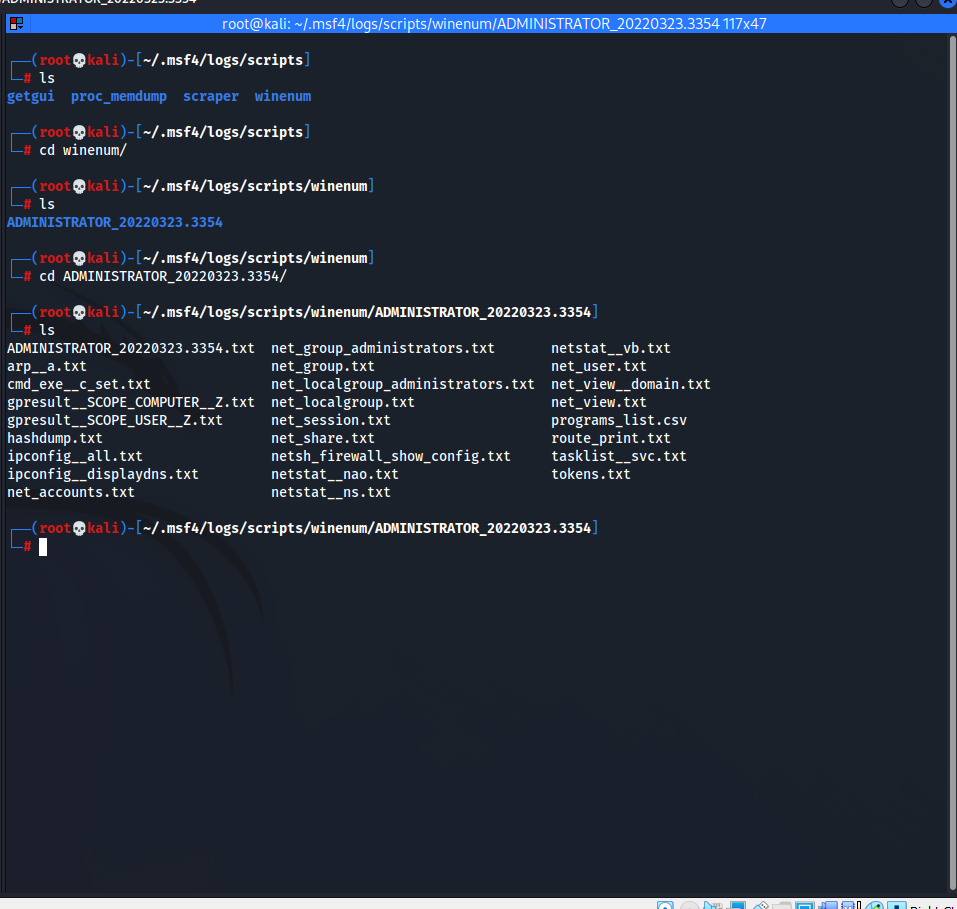 ADMINISTRATOR_20220323.3354
root@kali: ~/.msf4/logs/scripts/winenum/ADMINISTRATOR_20220323.3354 117x47
┌──(root💀kali)-[~/.msf4/logs/scripts]
└─# ls
getgui  proc_memdump  scraper  winenum
┌──(root💀kali)-[~/.msf4/logs/scripts]
└─# cd winenum/
┌──(root💀kali)-[~/.msf4/logs/scripts/winenum]
└─# ls
ADMINISTRATOR_20220323.3354
┌──(root💀kali)-[~/.msf4/logs/scripts/winenum]
└─# cd ADMINISTRATOR_20220323.3354/
┌──(root💀kali)-[~/.msf4/logs/scripts/winenum/ADMINISTRATOR_20220323.3354]
└─# ls
ADMINISTRATOR_20220323.3354.txt  net_group_administrators.txt       netstat__vb.txt
arp__a.txt                       net_group.txt                      net_user.txt
cmd_exe__c_set.txt               net_localgroup_administrators.txt  net_view__domain.txt
gpresult__SCOPE_COMPUTER__Z.txt  net_localgroup.txt                 net_view.txt
gpresult__SCOPE_USER__Z.txt      net_session.txt                    programs_list.csv
hashdump.txt                     net_share.txt                      route_print.txt
ipconfig__all.txt                netsh_firewall_show_config.txt     tasklist__svc.txt
ipconfig__displaydns.txt         netstat__nao.txt                   tokens.txt
net_accounts.txt                 netstat__ns.txt
┌──(root💀kali)-[~/.msf4/logs/scripts/winenum/ADMINISTRATOR_20220323.3354]
└─#